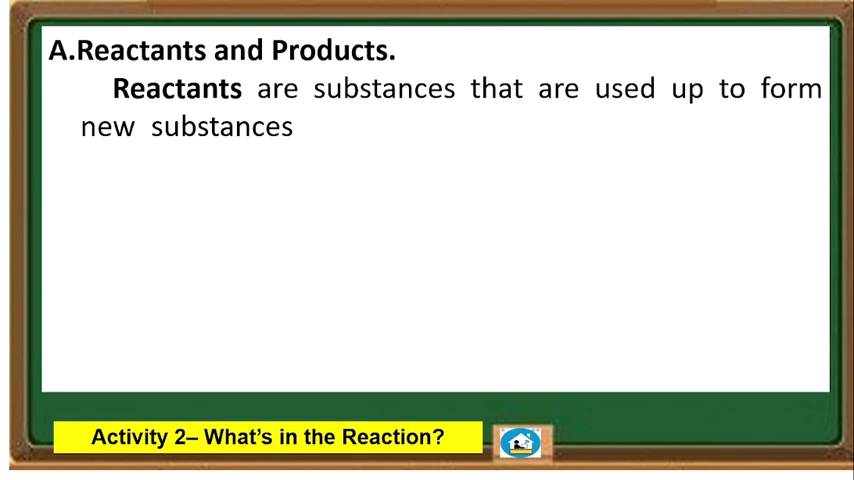 A.Reactants and Products.
Reactants are substances that are used up to form
new substances
Activity 2– What's in the Reaction?